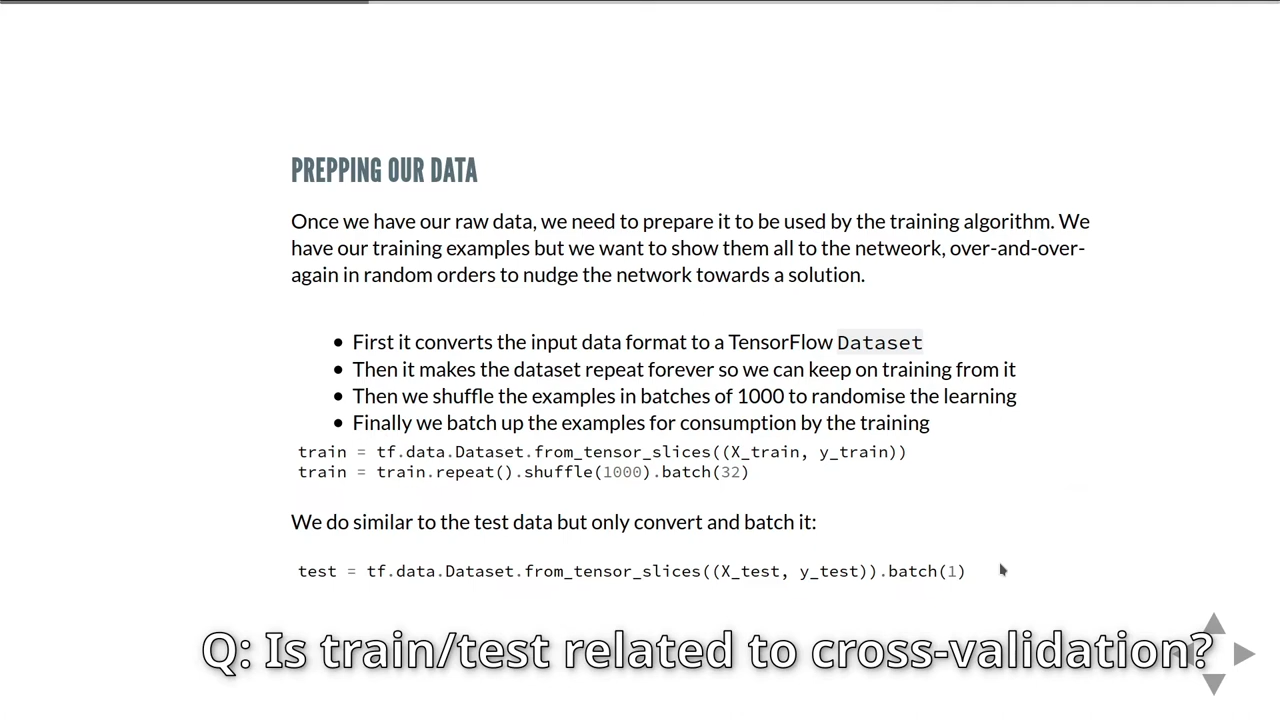 PREPPING OUR DATA
Once we have our raw data, we need to prepare it to be used by the training algorithm. We
have our training examples but we want to show them all to the netweork, over-and-over-
again in random orders to nudge the network towards a solution.
• First it converts the input data format to a TensorFlow Dataset
• Then it makes the dataset repeat forever so we can keep on training from it
• Then we shuffle the examples in batches of 1000 to randomise the learning
• Finally we batch up the examples for consumption by the training
train = tf.data.Dataset.from_tensor_slices((X_train, y_train))
train = train.repeat().shuffle(1000).batch(32)
We do similar to the test data but only convert and batch it:
test = tf.data.Dataset.from_tensor_slices((X_test, y_test)).batch(1)
Q: Is train/test related to cross-validation?